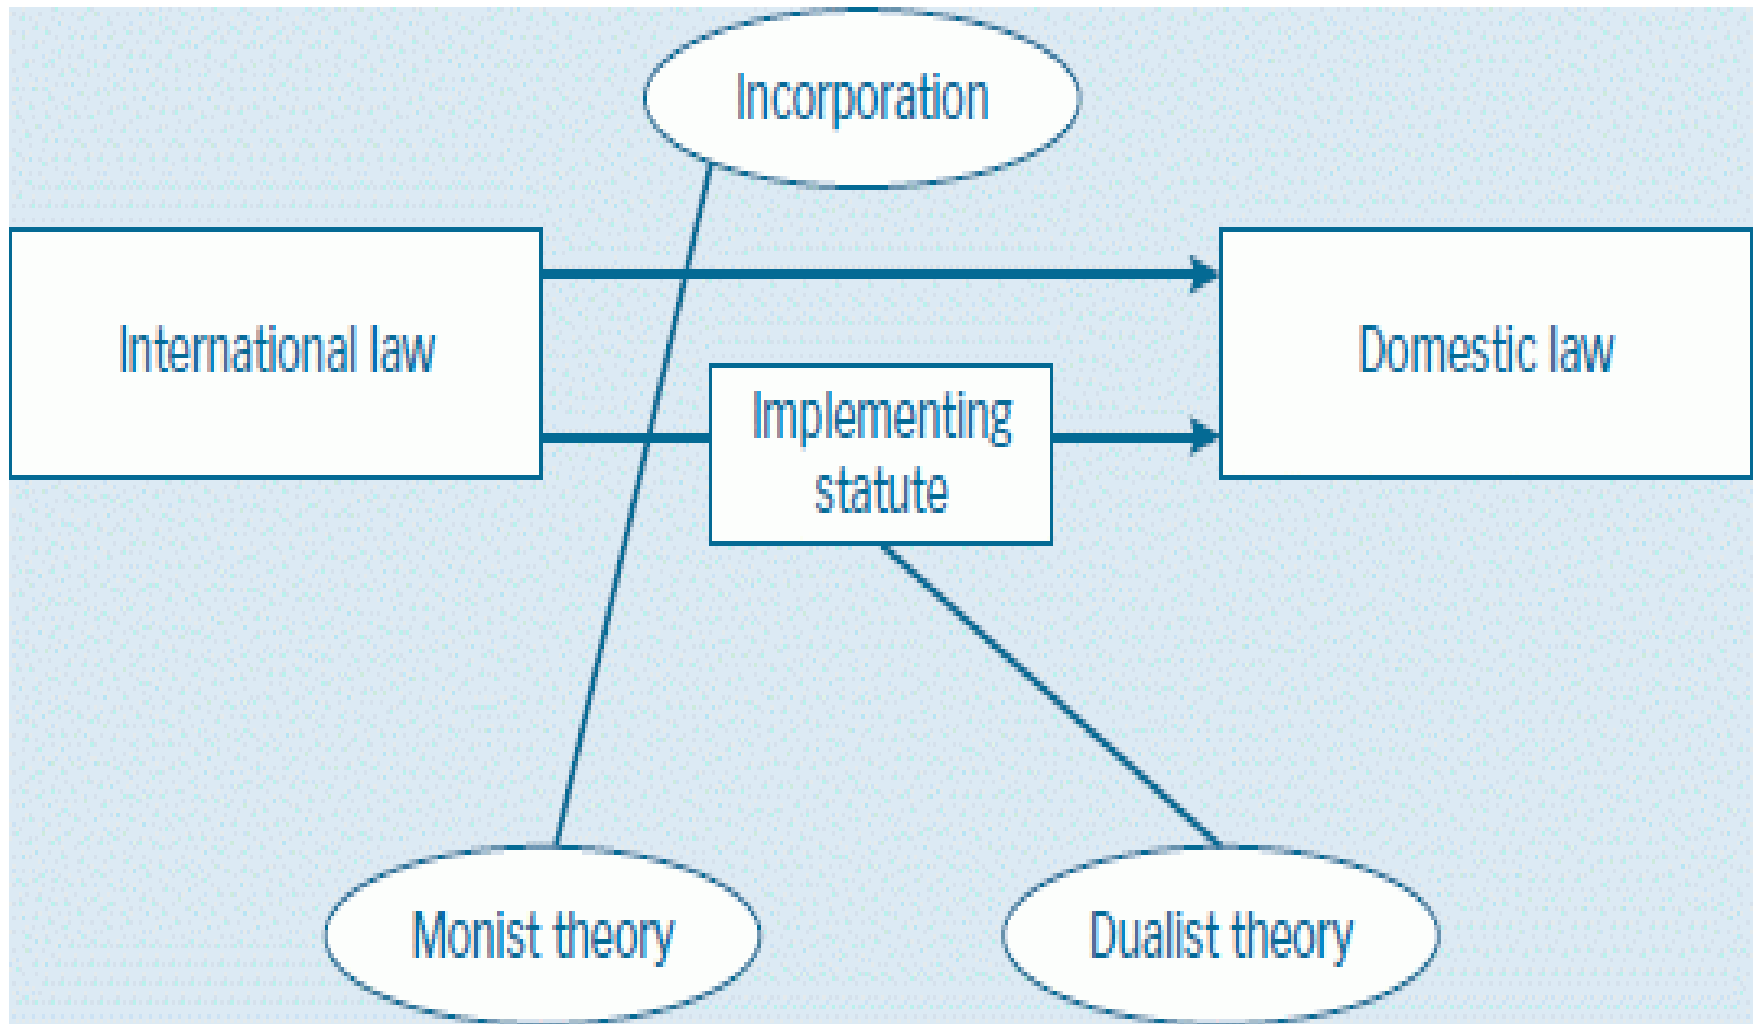 Incorporation
International law
Domestic law
Implementing
statute
Monist theory
Dualist theory